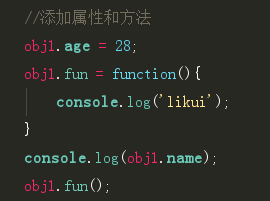 //添加属性和方法
obj1.age = 28;
obj1.fun = function(){
    console.log('likui');
}
console.log(obj1.name);
obj1.fun();